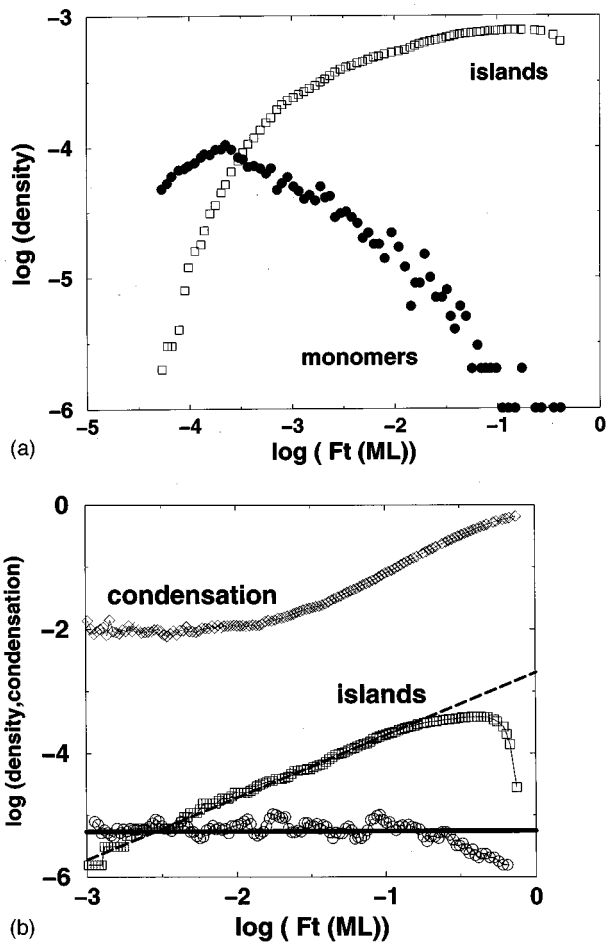 −3
−4
−5
−6
log (density)
islands
monomers
−5
−4
−3
−2
−1
0
log ( Ft (ML))
(a)
0
−2
−4
−6
log (density,condensation)
condensation
islands
−3
−2
−1
0
log ( Ft (ML))
(b)